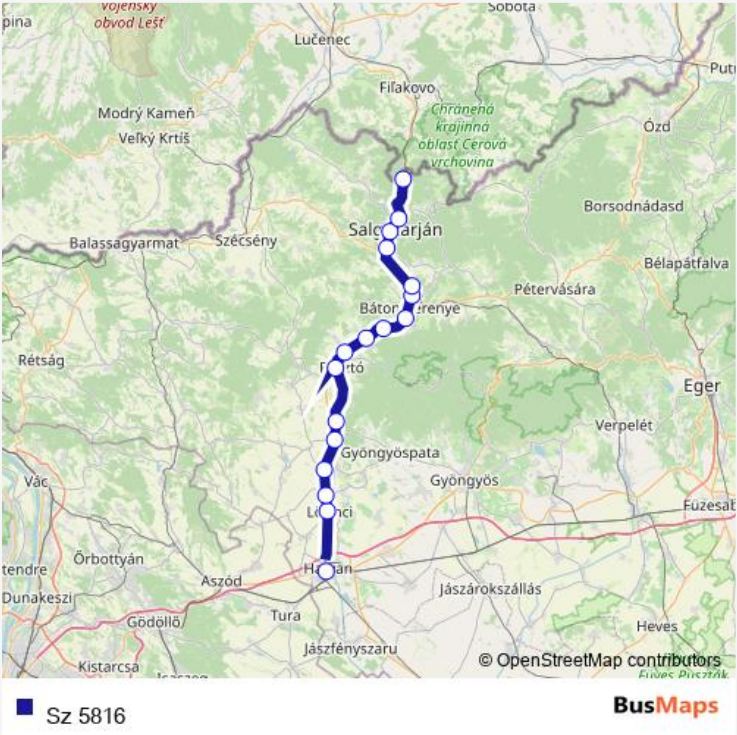 Vojenský
obvod Lešť
pina
Sobota
Lučenec
Fiľakovo
Modrý Kameň
Veľký Krtíš
Chránená
krajinná
oblasť Cerová
vrchovina
Ózd
Borsodnádasd
Balassagyarmat
Szécsény
Bélapátfalva
Pétervására
Rétság
Eger
Verpelét
Gyöngyöspata
Gyöngyös
Vác
Füzesab
Örbottyán
tendre
Aszód
Jászárokszállás
Dunakeszi
Gödöllő
Tura
Heves
Jászfényszaru
Kistarcsa
© OpenStreetMap contributors
Sz 5816
BusMaps